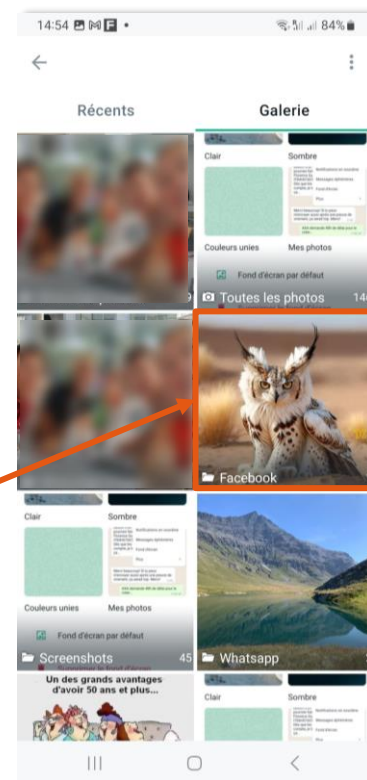 14:54
84%
Récents Galerie
Clair Sombre
Couleurs unies Mes photos
Fond d'écran par défaut
Toutes les photos
Facebook
Clair Sombre
Couleurs unies Mes photos
Fond d'écran par défaut
Screenshots 45
Whatsapp
Un des grands avantages
d'avoir 50 ans et plus...
Clair Sombre